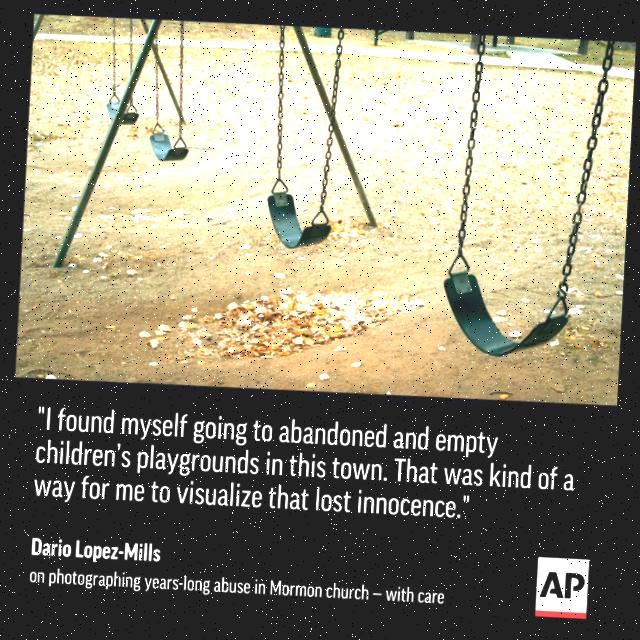 "I found myself going to abandoned and empty
children's playgrounds in this town. That was kind of a
way for me to visualize that lost innocence."
Dario Lopez-Mills
on photographing years-long abuse in Mormon church – with care
AP